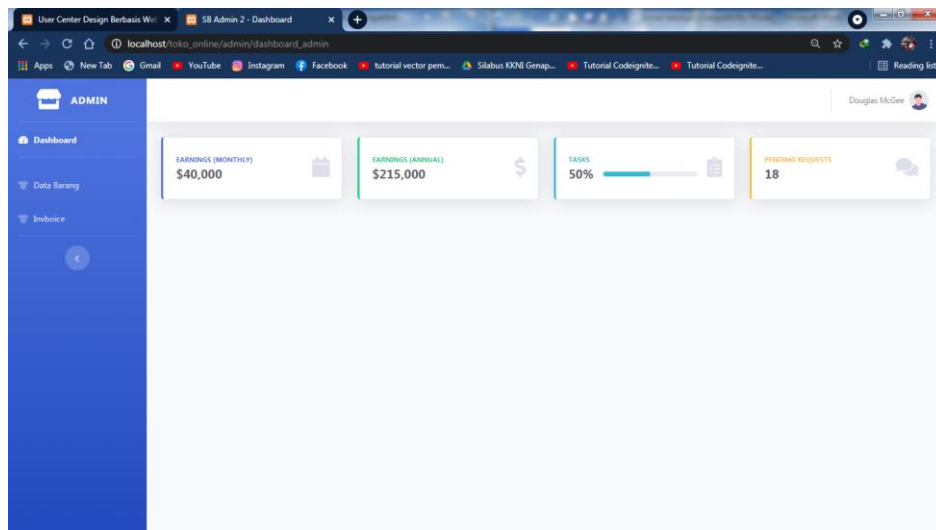 User Center Design Berbasis We
SB Admin 2 - Dashboard
localhost/toko_online/admin/dashboard_admin
Apps New Tab Gmail YouTube Instagram Facebook tutorial vector pem... Silabus KKNI Genap... Tutorial Codeignite... Tutorial Codeignite... Reading list
ADMIN
Douglas McGee
Dashboard
Data Barang
Invboice
EARNINGS (MONTHLY)
$40,000
EARNINGS (ANNUAL)
$215,000
TASKS
50%
PENDING REQUESTS
18